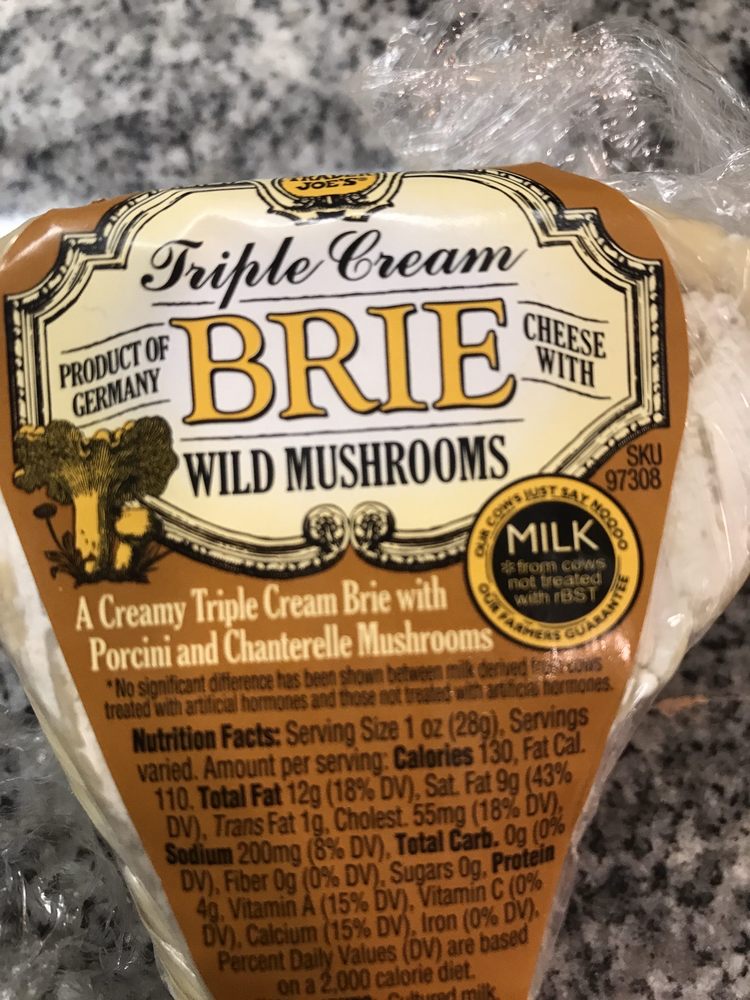 TRADER
JOE'S
Triple Cream
BRIE
PRODUCT OF
GERMANY
CHEESE
WITH
WILD MUSHROOMS
SKU
97308
OUR COWS JUST SAY NOOOO
MILK
*from cows
not treated
with rBST
OUR FARMERS GUARANTEE
A Creamy Triple Cream Brie with
Porcini and Chanterelle Mushrooms
*No significant difference has been shown between milk derived from cows
treated with artificial hormones and those not treated with artificial hormones.
Nutrition Facts: Serving Size 1 oz (28g), Servings
varied. Amount per serving: Calories 130, Fat Cal.
110. Total Fat 12g (18% DV), Sat. Fat 9g (43%
DV), Trans Fat 1g, Cholest. 55mg (18% DV),
Sodium 200mg (8% DV), Total Carb. 0g (0%
DV), Fiber 0g (0% DV), Sugars 0g, Protein
4g, Vitamin A (15% DV), Vitamin C (0%
DV), Calcium (15% DV), Iron (0% DV).
Percent Daily Values (DV) are based
on a 2,000 calorie diet.
Cultured milk,